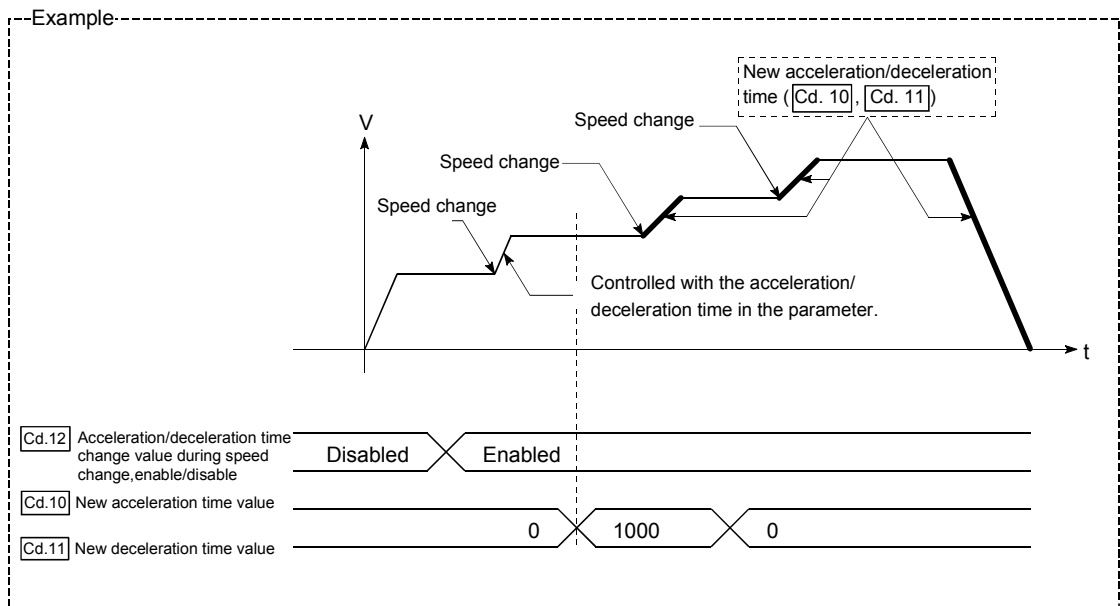 Example
New acceleration/deceleration
time ( Cd. 10 , Cd. 11 )
Speed change
V
Speed change
Speed change
Controlled with the acceleration/
deceleration time in the parameter.
t
Cd.12 Acceleration/deceleration time
change value during speed
change,enable/disable
Disabled
Enabled
Cd.10 New acceleration time value
0
1000
0
Cd.11 New deceleration time value